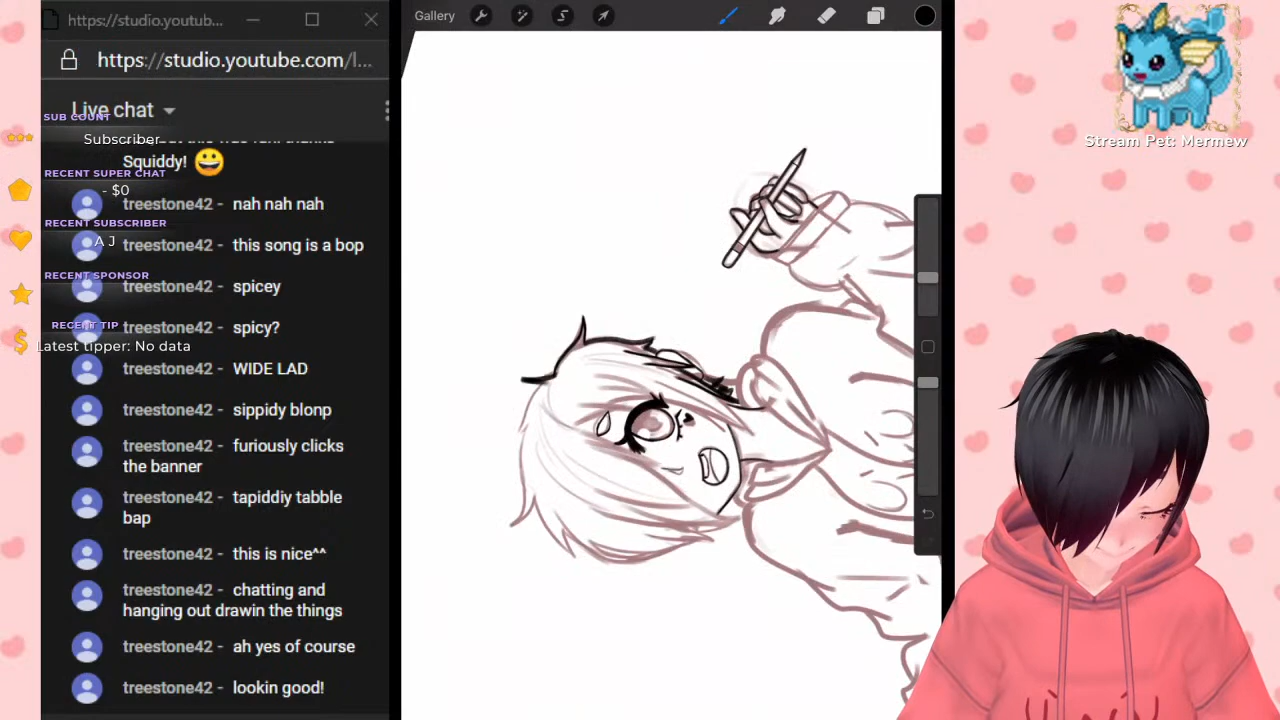 https://studio.youtub...
https://studio.youtube.com/l...
Live chat
SUB COUNT
Subscriber
Squiddy! 😀
RECENT SUPER CHAT
- $0
treestone42 - nah nah nah
RECENT SUBSCRIBER
A J
treestone42 - this song is a bop
RECENT SPONSOR
treestone42 - spicey
RECENT TIP
treestone42 - spicy?
Latest tipper: No data
treestone42 - WIDE LAD
treestone42 - sippidy blonp
treestone42 - furiously clicks
the banner
treestone42 - tapiddiy tabble
bap
treestone42 - this is nice^^
treestone42 - chatting and
hanging out drawin the things
treestone42 - ah yes of course
treestone42 - lookin good!
Gallery
Stream Pet: Mermew